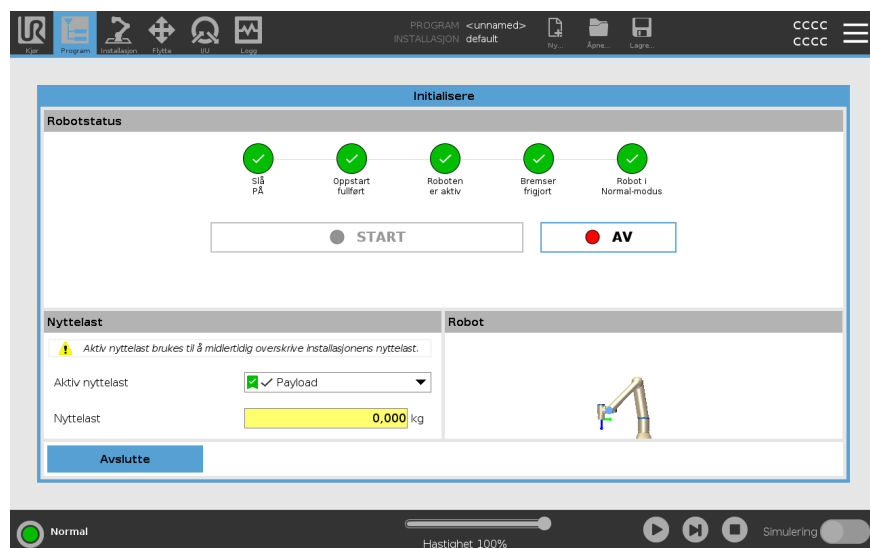 PROGRAM <unnamed>
INSTALLASJON default
Kjør Program Installasjon Flytte I/U Logg Ny... Åpne... Lagre...
CCCC
CCCC
Initialisere
Robotstatus
Slå
PÅ
Oppstart
fullført
Roboten
er aktiv
Bremser
frigjort
Robot i
Normal-modus
START
AV
Nyttelast
Robot
Aktiv nyttelast brukes til å midlertidig overskrive installasjonens nyttelast.
Aktiv nyttelast
Payload
Nyttelast
0,000 kg
Avslutte
Normal
Hastighet 100%
Simulering